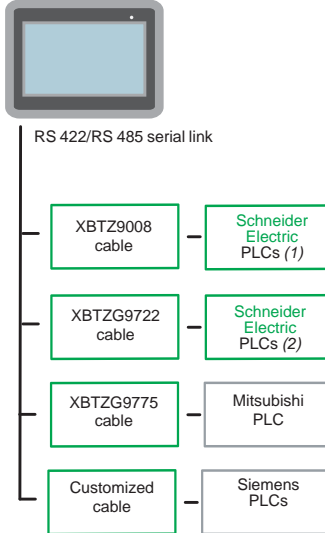 RS 422/RS 485 serial link
XBTZ9008
cable
Schneider
Electric
PLCs (1)
XBTZG9722
cable
Schneider
Electric
PLCs (2)
XBTZG9775
cable
Mitsubishi
PLC
Customized
cable
Siemens
PLCs